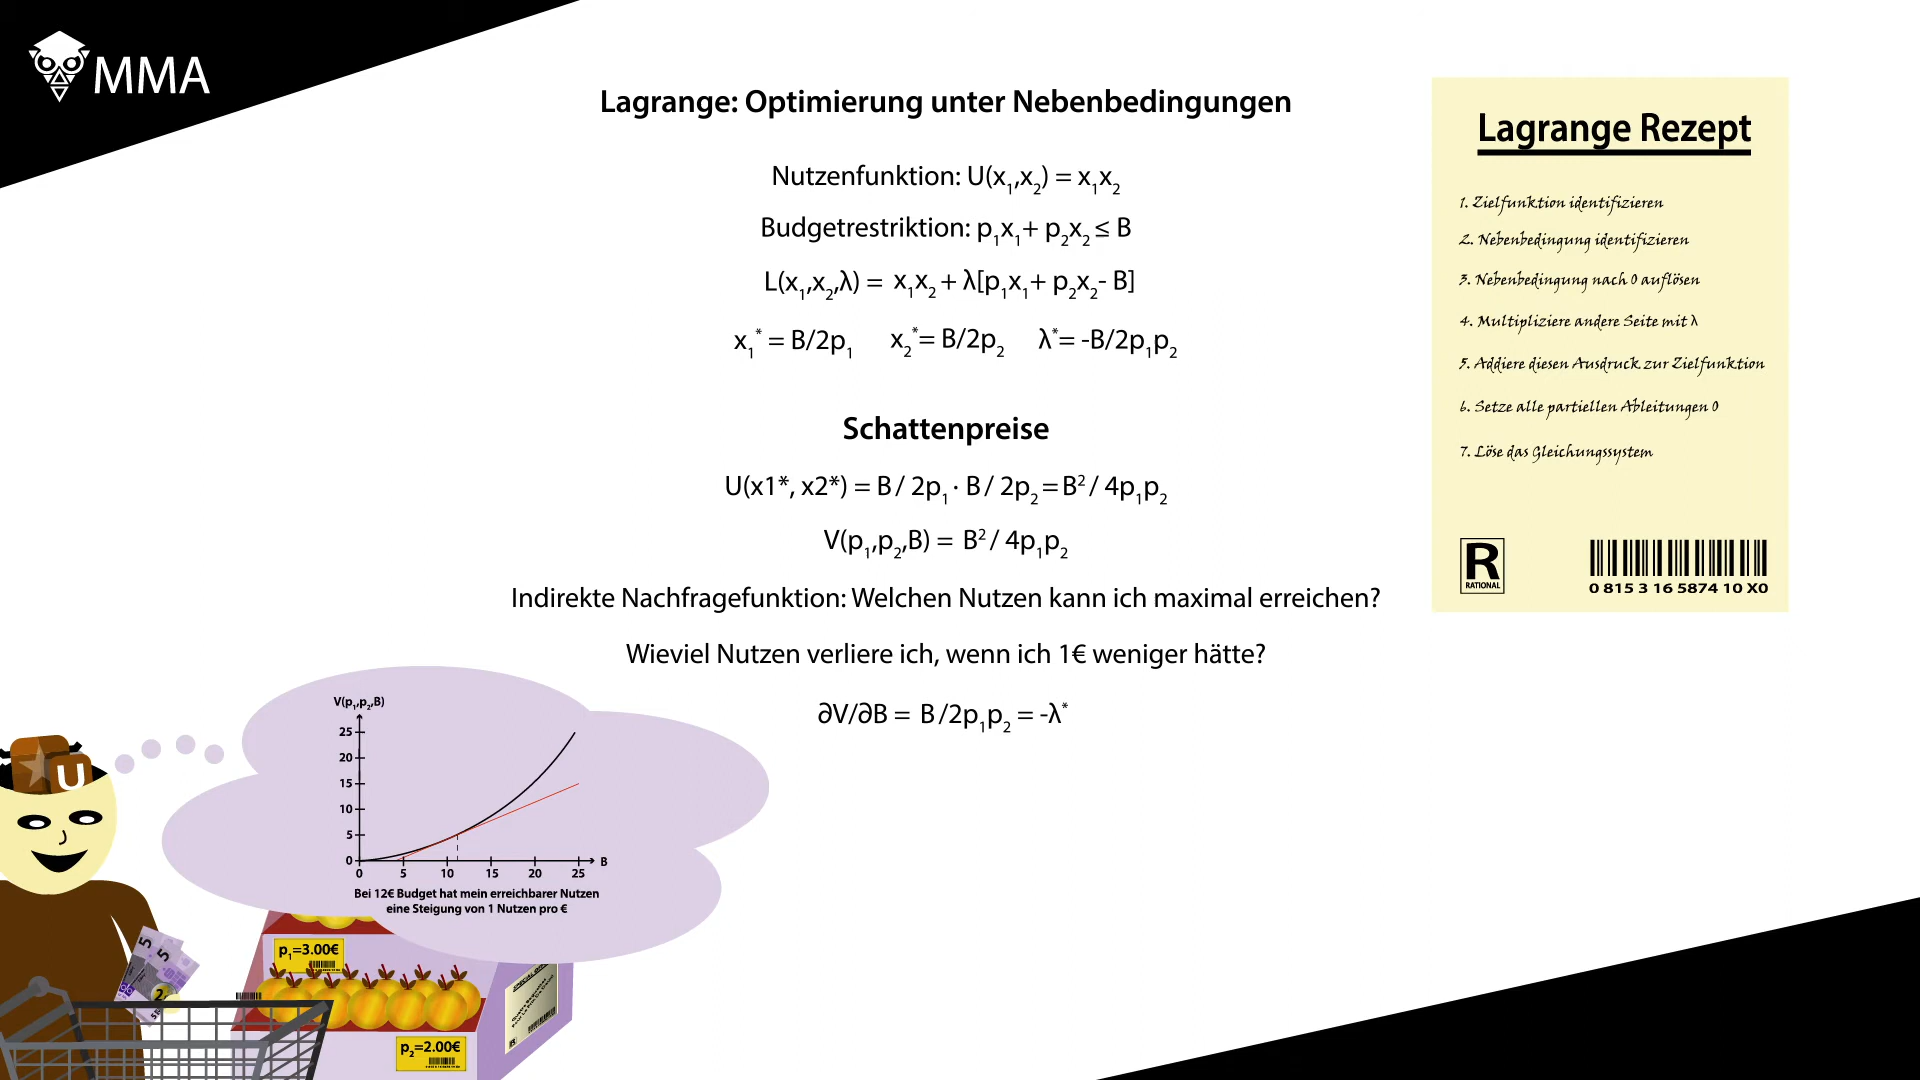 MMA
Lagrange: Optimierung unter Nebenbedingungen
Nutzenfunktion: U(x₁,x₂) = x₁x₂
Budgetrestriktion: p₁x₁+ p₂x₂ ≤ B
L(x₁,x₂,λ) = x₁x₂ + λ[p₁x₁+ p₂x₂- B]
x₁* = B/2p₁ x₂*= B/2p₂ λ*= -B/2p₁p₂
Schattenpreise
U(x1*, x2*) = B / 2p₁ · B / 2p₂ = B² / 4p₁p₂
V(p₁,p₂,B) = B² / 4p₁p₂
Indirekte Nachfragefunktion: Welchen Nutzen kann ich maximal erreichen?
Wieviel Nutzen verliere ich, wenn ich 1€ weniger hätte?
∂V/∂B = B /2p₁p₂ = -λ*
Lagrange Rezept
1. Zielfunktion identifizieren
2. Nebenbedingung identifizieren
3. Nebenbedingung nach 0 auflösen
4. Multipliziere andere Seite mit λ
5. Addiere diesen Ausdruck zur Zielfunktion
6. Setze alle partiellen Ableitungen 0
7. Löse das Gleichungssystem
R
RATIONAL
0 815 3 16 5874 10 X0
V(p₁,p₂,B)
25
20
15
10
5
0
0 5 10 15 20 25
B
Bei 12€ Budget hat mein erreichbarer Nutzen
eine Steigung von 1 Nutzen pro €
U
5
5
2
p₁=3.00€
p₂=2.00€